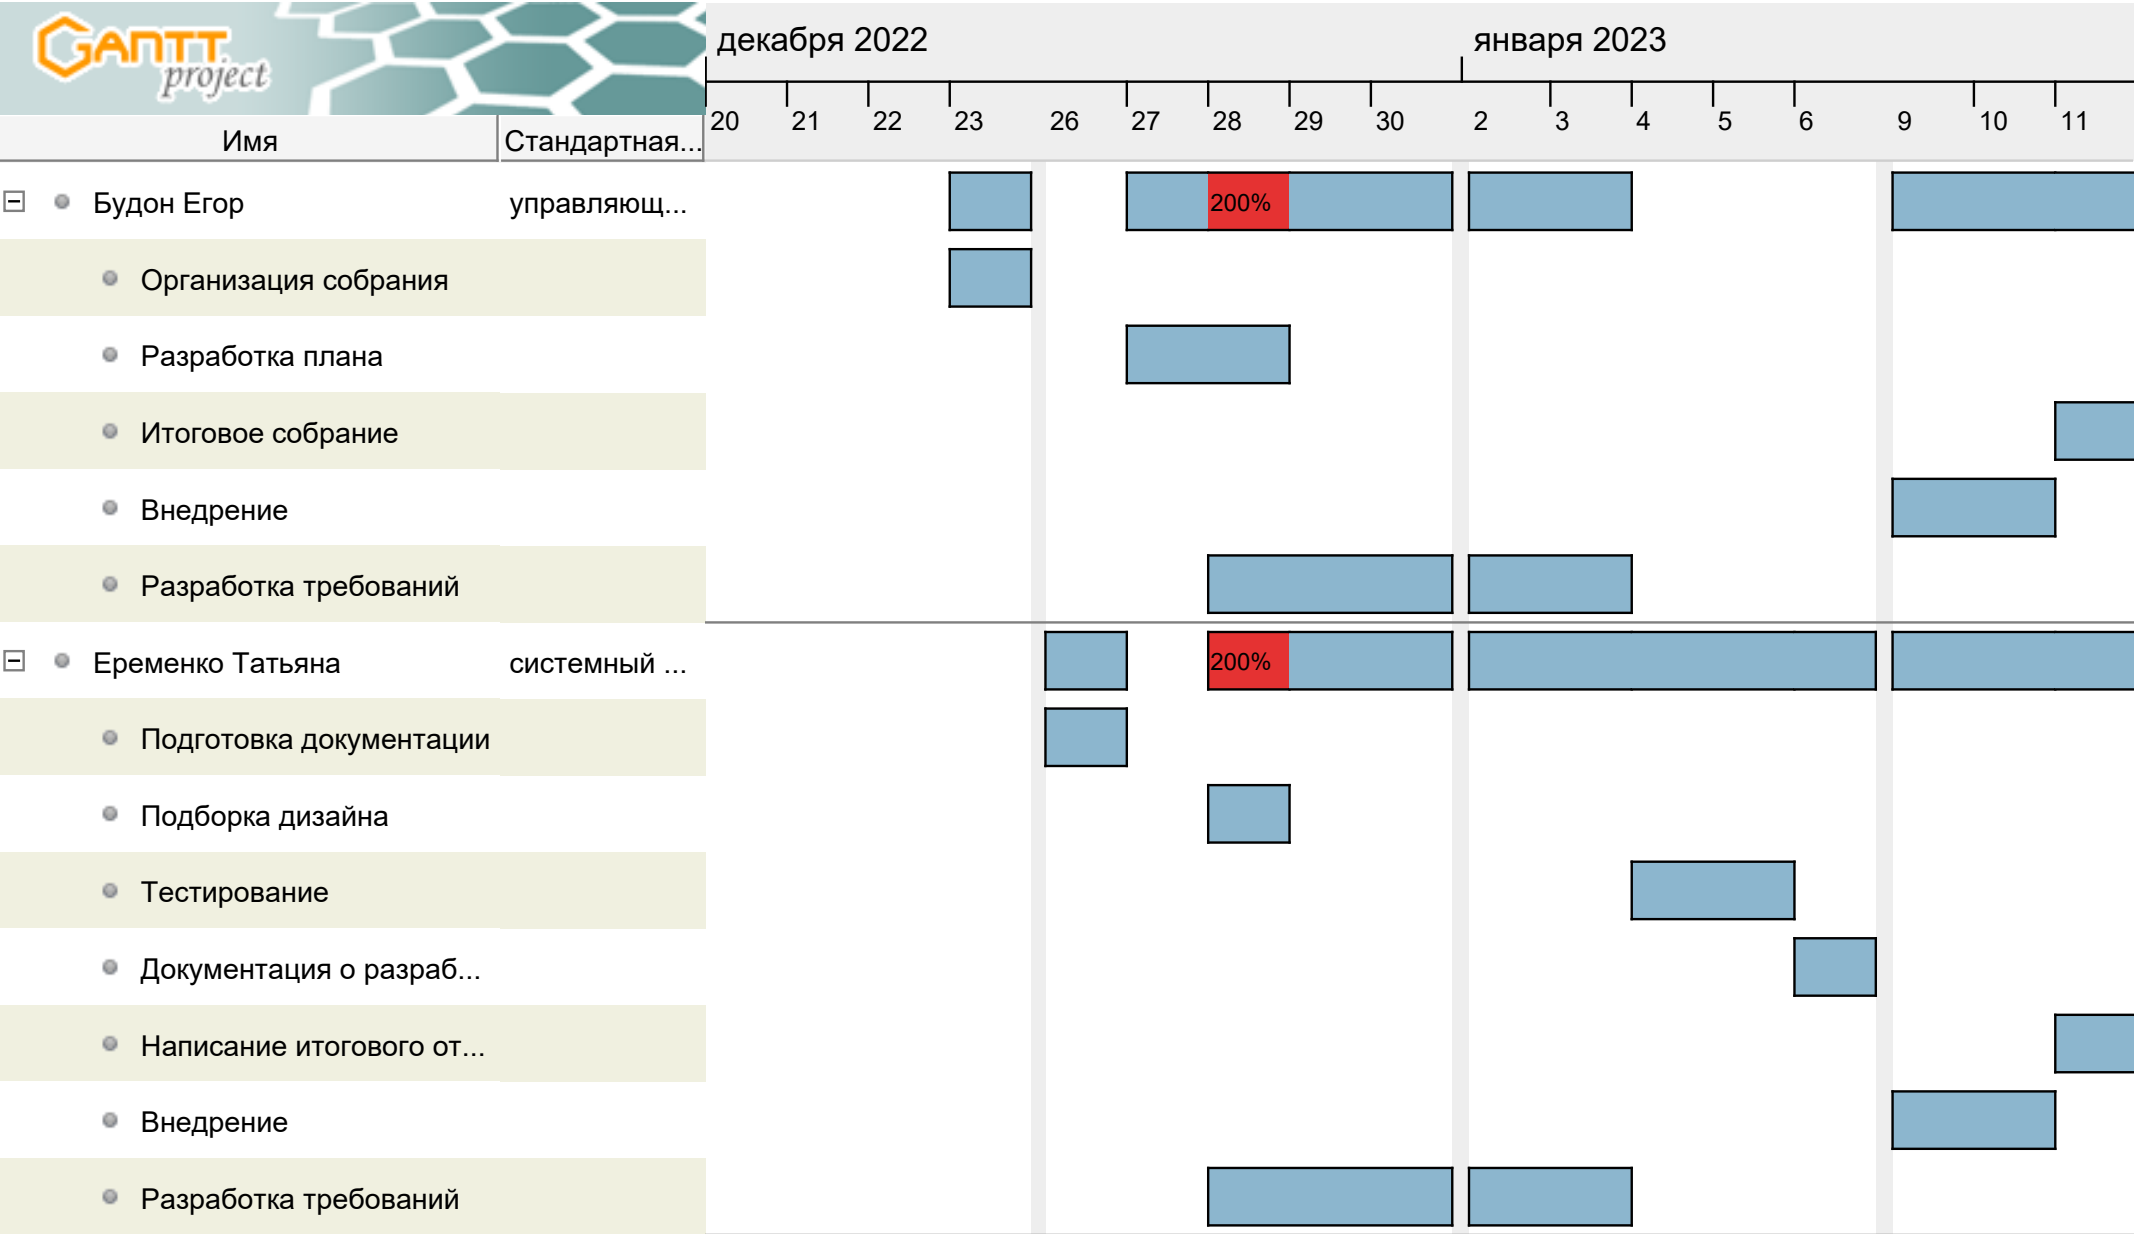 GANTT
project
декабря 2022
января 2023
20 21 22 23 26 27 28 29 30 2 3 4 5 6 9 10 11
Имя Стандартная...
Будон Егор управляющ... 200%
Организация собрания
Разработка плана
Итоговое собрание
Внедрение
Разработка требований
Еременко Татьяна системный ... 200%
Подготовка документации
Подборка дизайна
Тестирование
Документация о разраб...
Написание итогового от...
Внедрение
Разработка требований